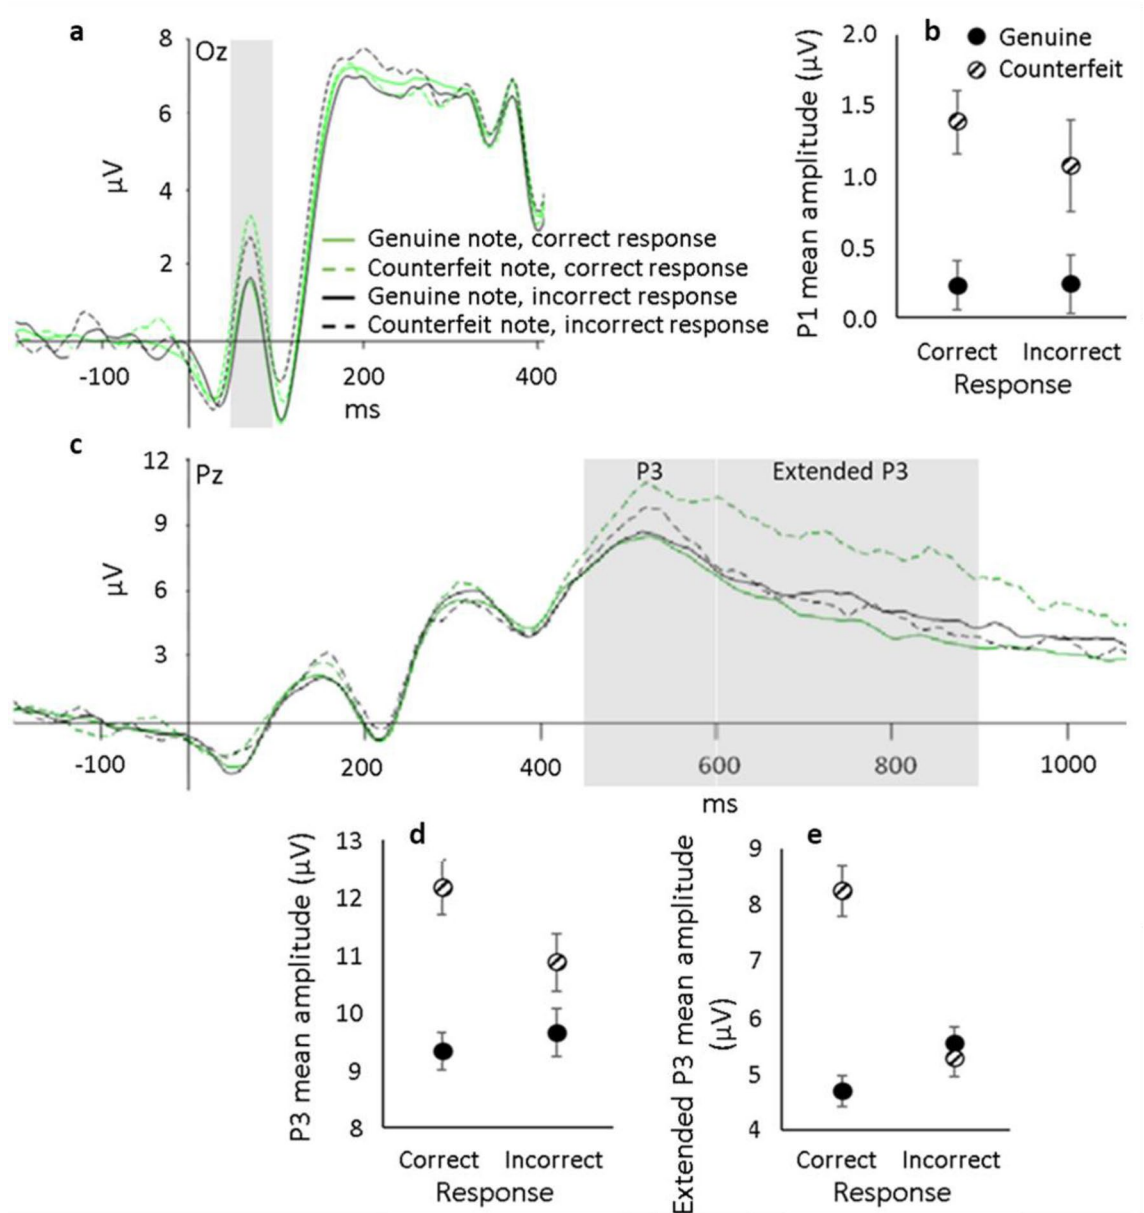 a
8
Oz
6
4
2
μV
-100
200
400
ms
Genuine note, correct response
Counterfeit note, correct response
Genuine note, incorrect response
Counterfeit note, incorrect response
b
2.0
1.5
1.0
0.5
0.0
P1 mean amplitude (μV)
Genuine
Counterfeit
Correct Incorrect
Response
c
12
Pz
9
6
3
μV
P3
Extended P3
-100
200
400
600
800
1000
ms
d
13
12
11
10
9
8
P3 mean amplitude (μV)
Correct Incorrect
Response
e
9
8
7
6
5
4
Extended P3 mean amplitude
(μV)
Correct Incorrect
Response